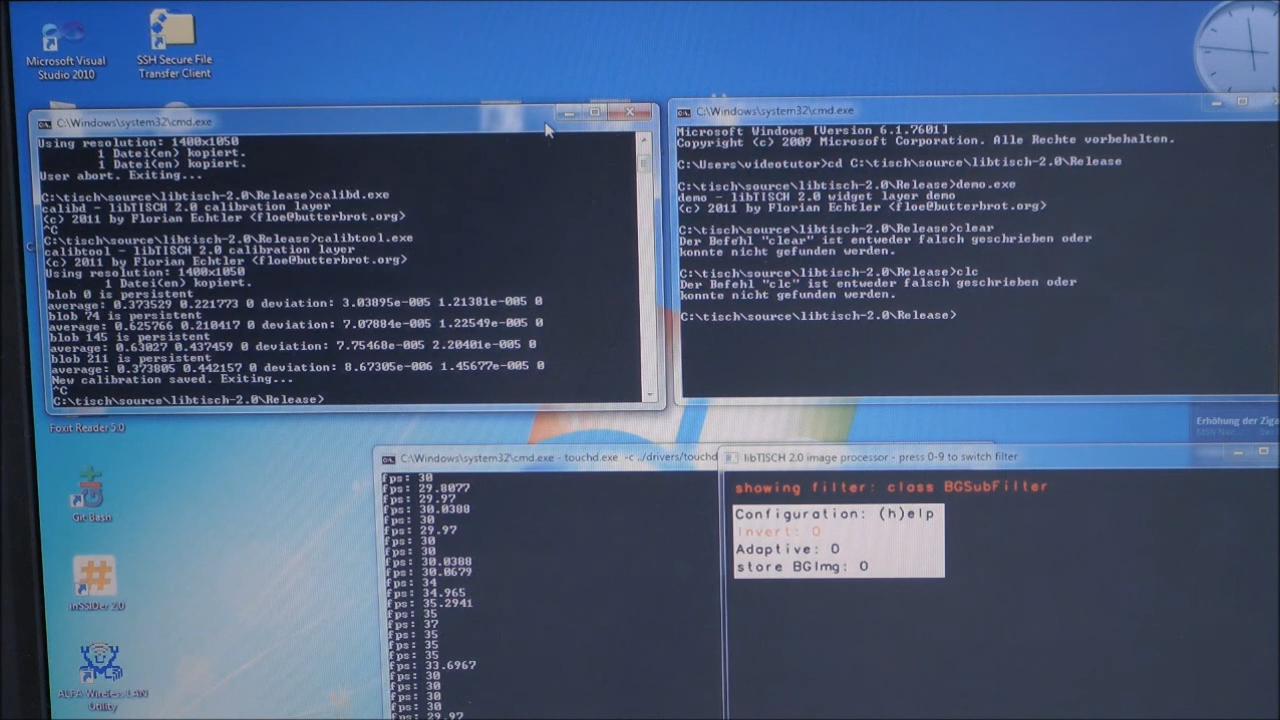 Microsoft Visual
Studio 2010
SSH Secure File
Transfer Client
C:\Windows\system32\cmd.exe
Using resolution: 1400x1050
1 Datei(en) kopiert.
1 Datei(en) kopiert.
User abort. Exiting...
C:\tisch\source\libtisch-2.0\Release>calibd.exe
calibd - libTISCH 2.0 calibration layer
(c) 2011 by Florian Echtler <floe@butterbrot.org>
^C
C:\tisch\source\libtisch-2.0\Release>calibtool.exe
calibtool - libTISCH 2.0 calibration layer
(c) 2011 by Florian Echtler <floe@butterbrot.org>
Using resolution: 1400x1050
1 Datei(en) kopiert.
blob 0 is persistent
average: 0.373529 0.221773 0 deviation: 3.03895e-005 1.21381e-005 0
blob 74 is persistent
average: 0.625766 0.210417 0 deviation: 7.07884e-005 1.22549e-005 0
blob 145 is persistent
average: 0.63027 0.437459 0 deviation: 7.75468e-005 2.20401e-005 0
blob 211 is persistent
average: 0.373805 0.442157 0 deviation: 8.67305e-006 1.45677e-005 0
New calibration saved. Exiting...
^C
C:\tisch\source\libtisch-2.0\Release>
C:\Windows\system32\cmd.exe
Microsoft Windows [Version 6.1.7601]
Copyright (c) 2009 Microsoft Corporation. Alle Rechte vorbehalten.
C:\Users\videotutor>cd C:\tisch\source\libtisch-2.0\Release
C:\tisch\source\libtisch-2.0\Release>demo.exe
demo - libTISCH 2.0 widget layer demo
(c) 2011 by Florian Echtler <floe@butterbrot.org>
C:\tisch\source\libtisch-2.0\Release>clear
Der Befehl "clear" ist entweder falsch geschrieben oder
konnte nicht gefunden werden.
C:\tisch\source\libtisch-2.0\Release>clc
Der Befehl "clc" ist entweder falsch geschrieben oder
konnte nicht gefunden werden.
C:\tisch\source\libtisch-2.0\Release>
Erhöhung der Ziga
Foxit Reader 5.0
Git Bash
inSSIDer 2.0
ALFA Wireless LAN
Utility
C:\Windows\system32\cmd.exe - touchd.exe -c ../drivers/touchd
fps: 30
fps: 29.8077
fps: 29.97
fps: 30.0388
fps: 30
fps: 29.97
fps: 30
fps: 30
fps: 30.0388
fps: 30.0679
fps: 34
fps: 34.965
fps: 35.2941
fps: 35
fps: 37
fps: 35
fps: 35
fps: 35
fps: 33.6967
fps: 30
fps: 30
fps: 30
fps: 30
fps: 29.97
libTISCH 2.0 image processor - press 0-9 to switch filter
showing filter: class BGSubFilter
Configuration: (h)elp
Invert: 0
Adaptive: 0
store BGImg: 0